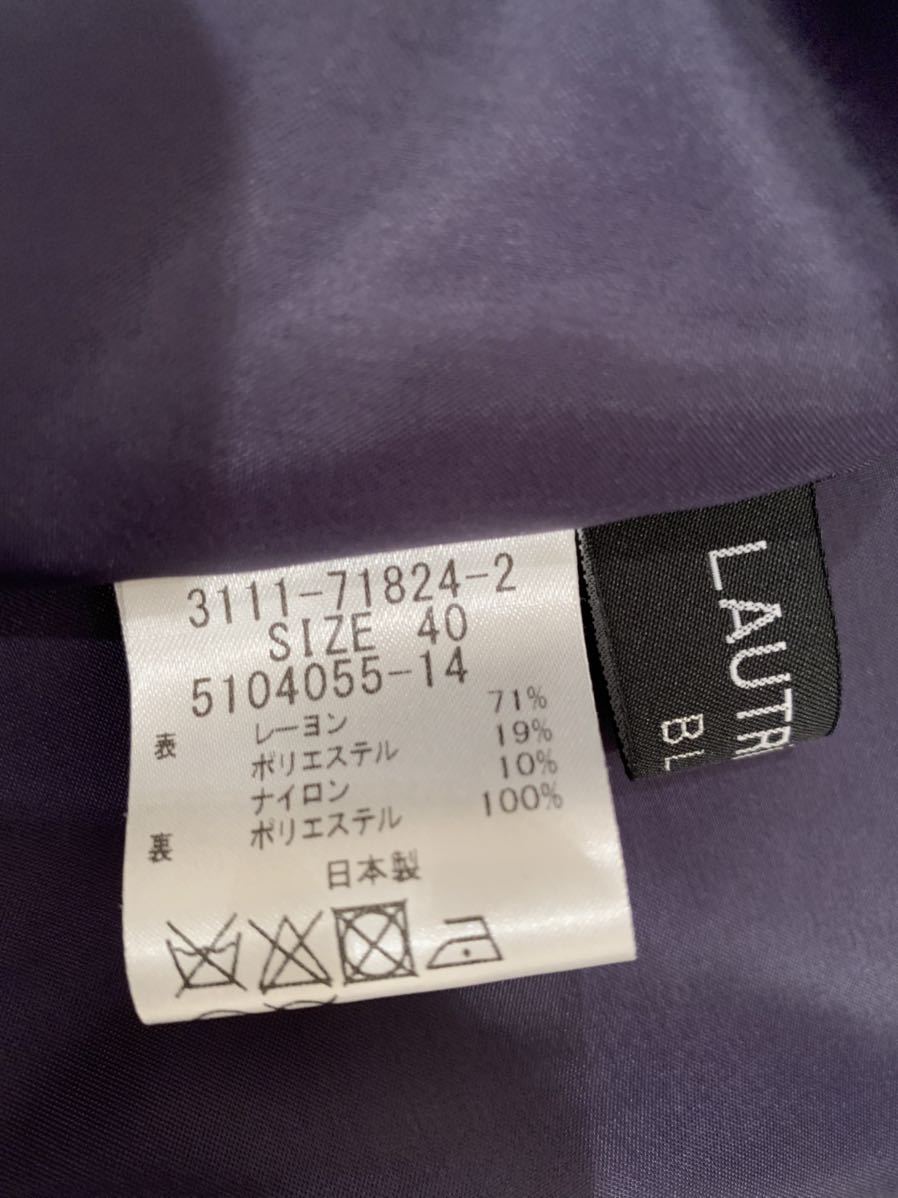 3111-71824-2
SIZE 40
5104055-14
表 レーヨン 71%
ポリエステル 19%
ナイロン 10%
裏 ポリエステル 100%
日本製
LAUTR
BL